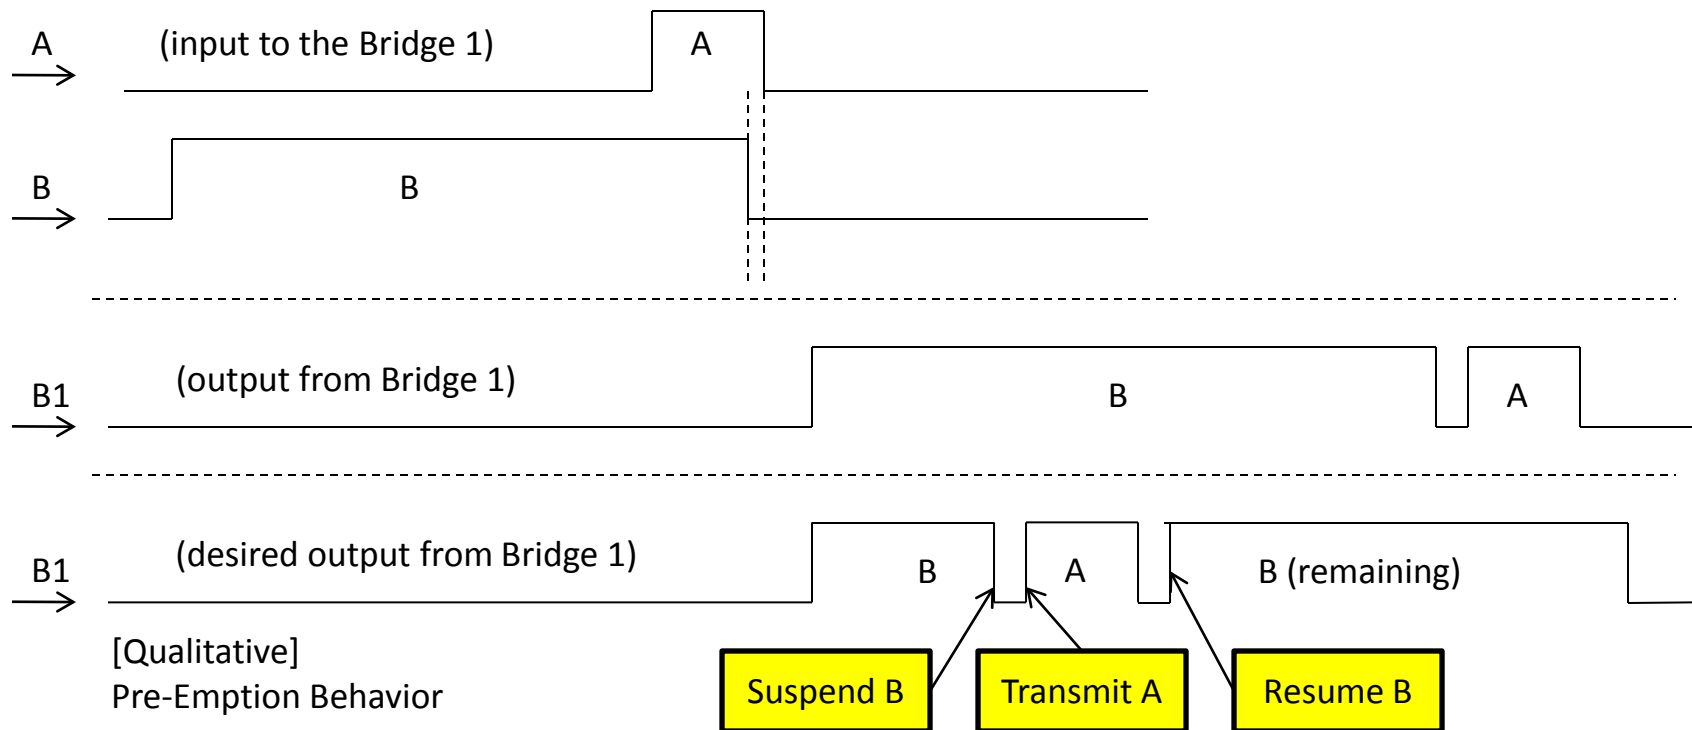 A (input to the Bridge 1) A
B B
B1 (output from Bridge 1) B A
B1 (desired output from Bridge 1) B A B (remaining)
[Qualitative]
Pre-Emption Behavior
Suspend B Transmit A Resume B